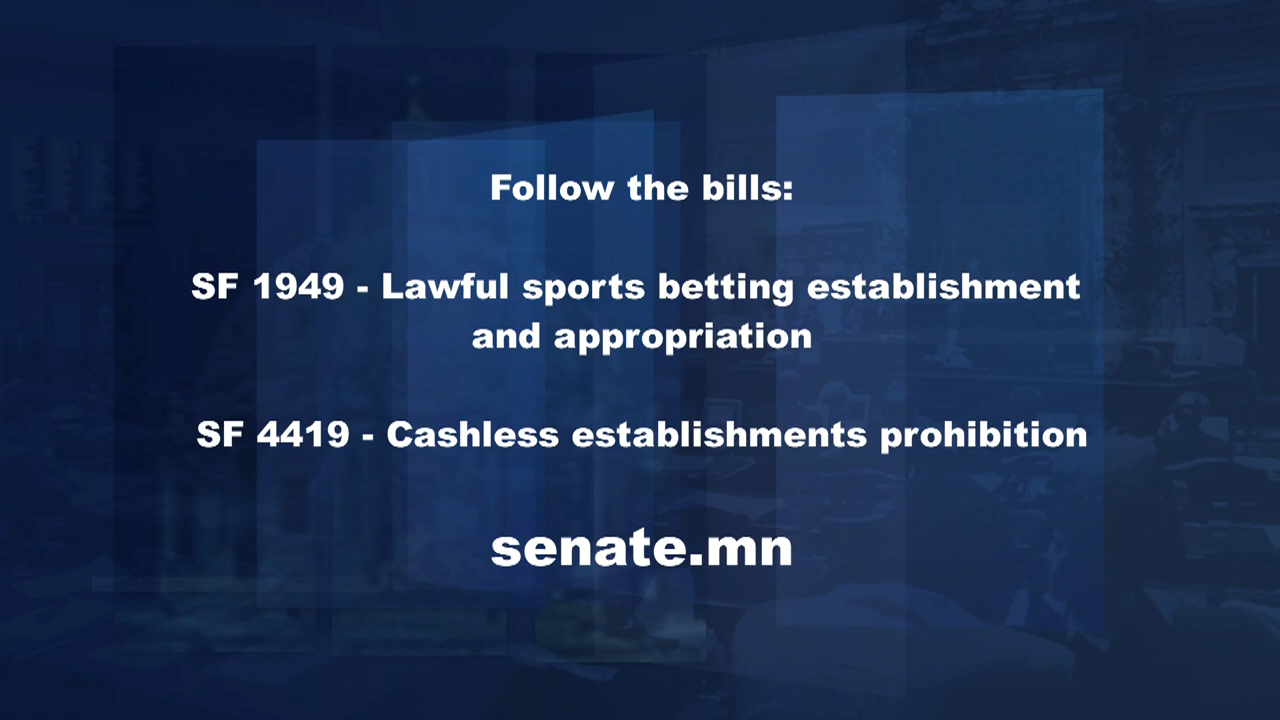 Follow the bills:
SF 1949 - Lawful sports betting establishment
and appropriation
SF 4419 - Cashless establishments prohibition
senate.mn